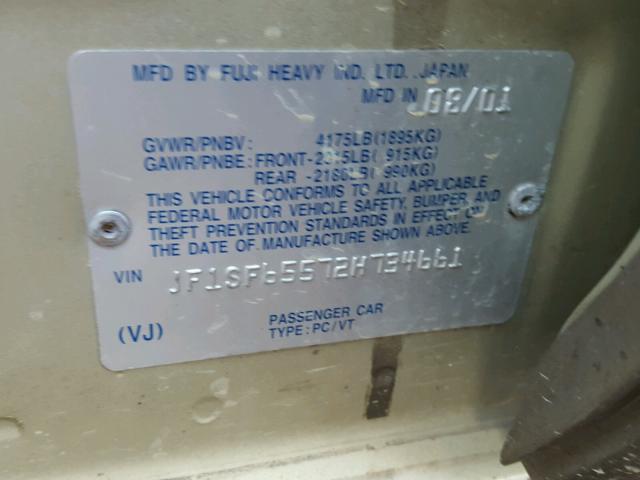 MFD BY FUJI HEAVY IND. LTD. JAPAN
MFD IN 09/01
GVWR/PNBV: 4175LB(1895KG)
GAWR/PNBE: FRONT-2015LB( 915KG)
REAR -2180LB( 990KG)
THIS VEHICLE CONFORMS TO ALL APPLICABLE
FEDERAL MOTOR VEHICLE SAFETY, BUMPER, AND
THEFT PREVENTION STANDARDS IN EFFECT ON
THE DATE OF MANUFACTURE SHOWN ABOVE.
VIN JF1SF65572H734661
PASSENGER CAR
(VJ) TYPE: PC/VT